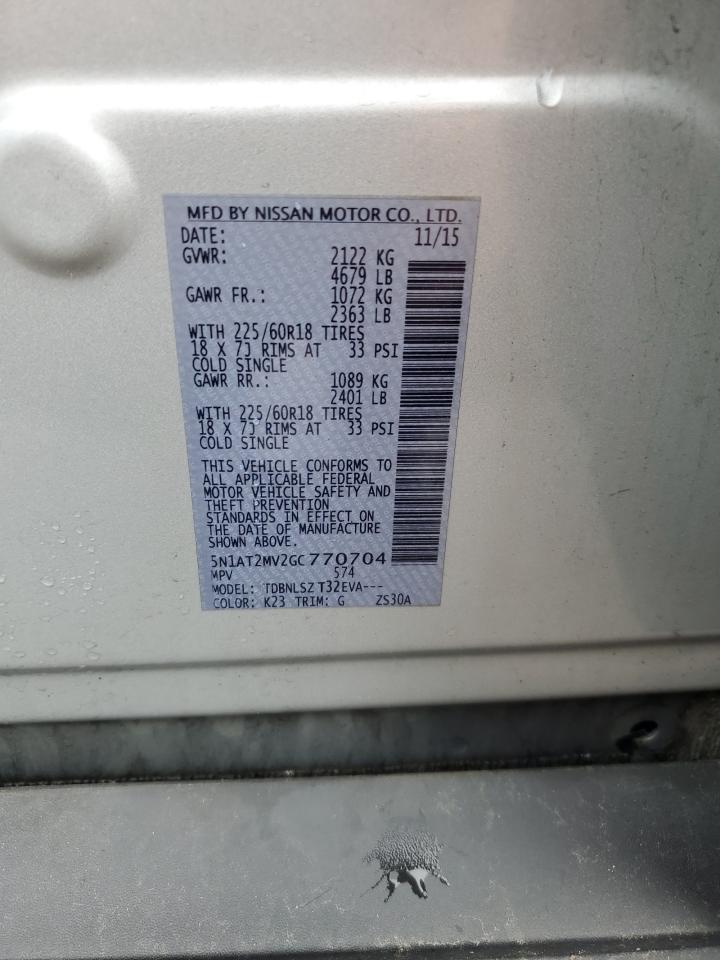 MFD BY NISSAN MOTOR CO., LTD.
DATE: 11/15
GVWR: 2122 KG
4679 LB
GAWR FR.: 1072 KG
2363 LB
WITH 225/60R18 TIRES
18 X 7J RIMS AT 33 PSI
COLD SINGLE
GAWR RR.: 1089 KG
2401 LB
WITH 225/60R18 TIRES
18 X 7J RIMS AT 33 PSI
COLD SINGLE
THIS VEHICLE CONFORMS TO
ALL APPLICABLE FEDERAL
MOTOR VEHICLE SAFETY AND
THEFT PREVENTION
STANDARDS IN EFFECT ON
THE DATE OF MANUFACTURE
SHOWN ABOVE.
5N1AT2MV2GC770704
MPV 574
MODEL: TDBNLSZ T32EVA---
COLOR: K23 TRIM: G ZS30A